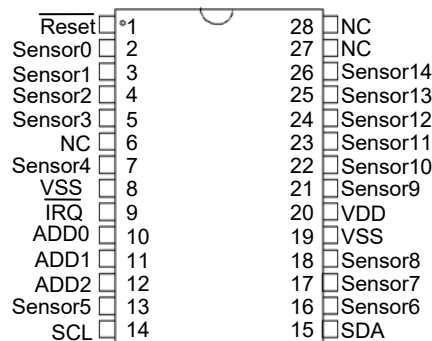 Reset 1 28 NC
Sensor0 2 27 NC
Sensor1 3 26 Sensor14
Sensor2 4 25 Sensor13
Sensor3 5 24 Sensor12
NC 6 23 Sensor11
Sensor4 7 22 Sensor10
VSS 8 21 Sensor9
IRQ 9 20 VDD
ADD0 10 19 VSS
ADD1 11 18 Sensor8
ADD2 12 17 Sensor7
Sensor5 13 16 Sensor6
SCL 14 15 SDA